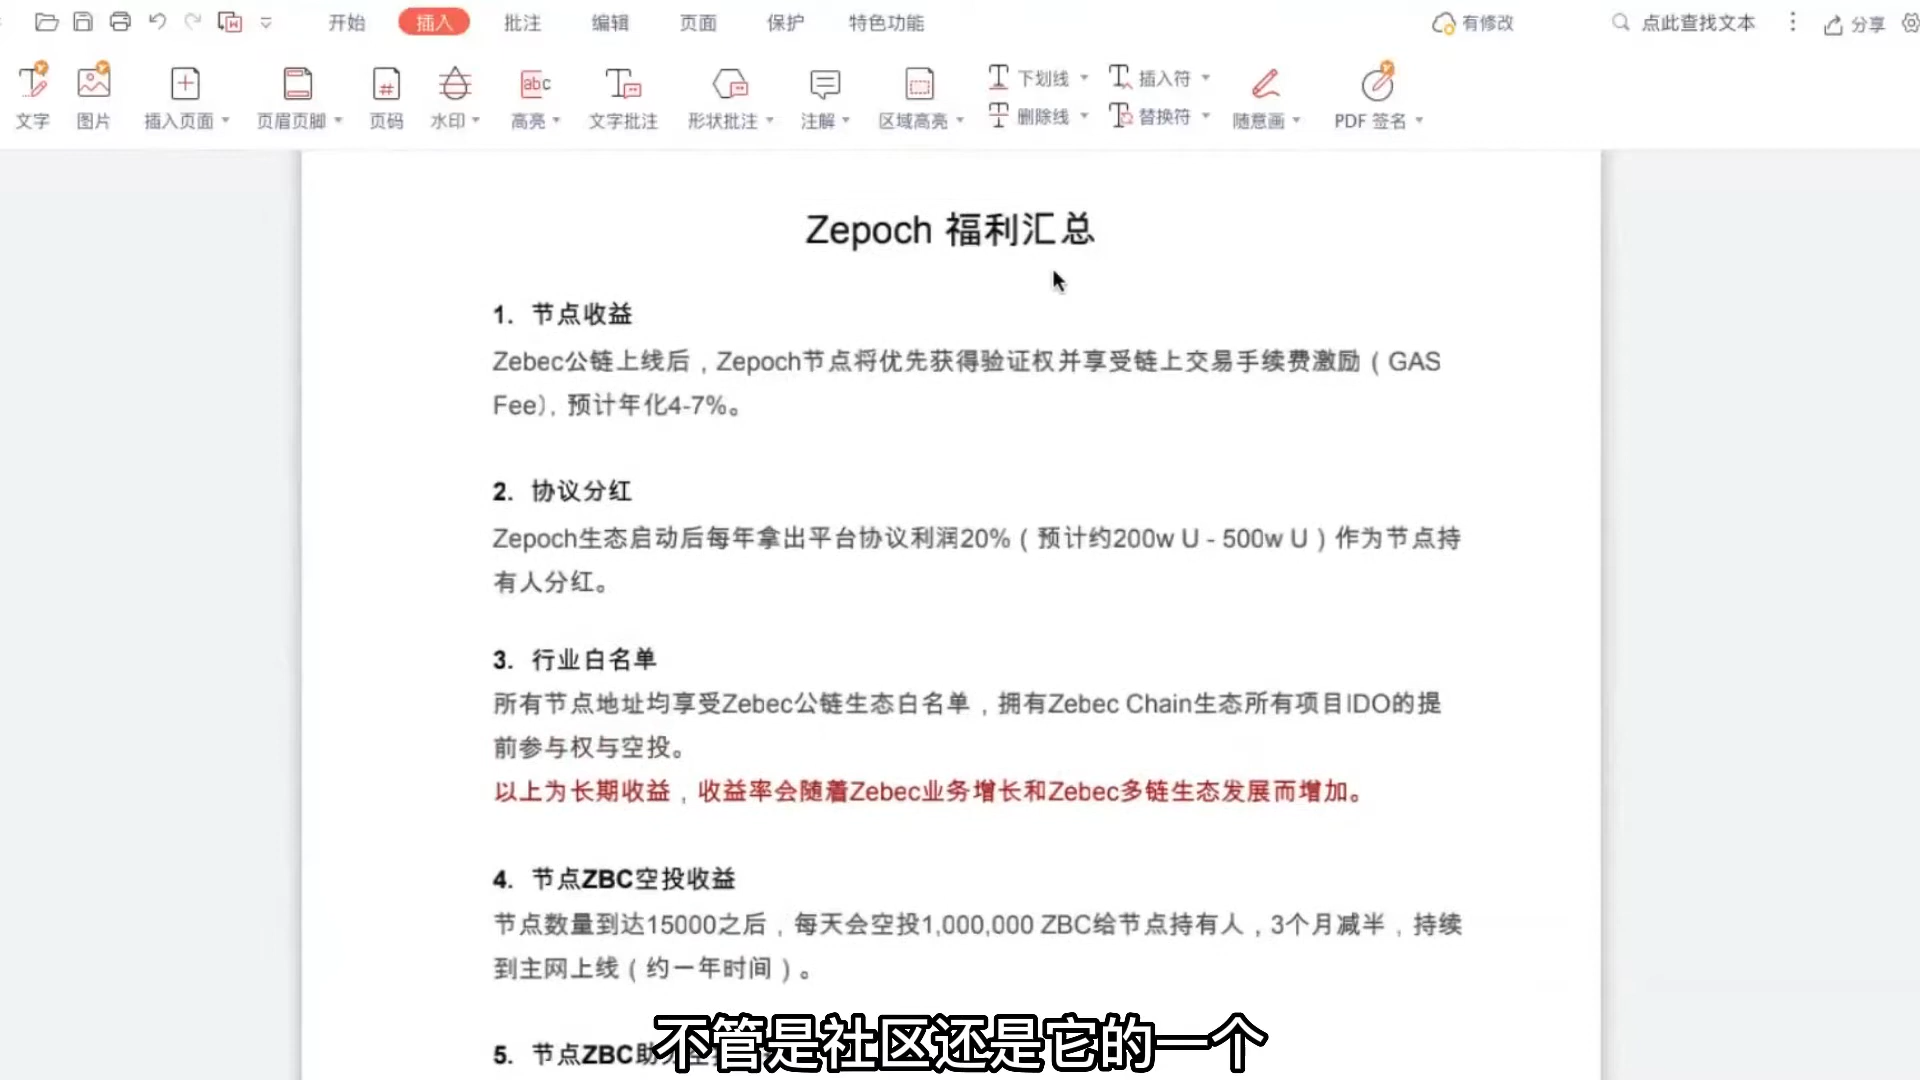 开始 插入 批注 编辑 页面 保护 特色功能 有修改 点此查找文本 分享
下划线 插入符
文字 图片 插入页面 页眉页脚 页码 水印 高亮 文字批注 形状批注 注解 区域高亮 删除线 替换符 随意画 PDF 签名
Zepoch 福利汇总
1. 节点收益
Zebec公链上线后，Zepoch节点将优先获得验证权并享受链上交易手续费激励（GAS
Fee), 预计年化4-7%。
2. 协议分红
Zepoch生态启动后每年拿出平台协议利润20%（预计约200w U - 500w U）作为节点持
有人分红。
3. 行业白名单
所有节点地址均享受Zebec公链生态白名单，拥有Zebec Chain生态所有项目IDO的提
前参与权与空投。
以上为长期收益，收益率会随着Zebec业务增长和Zebec多链生态发展而增加。
4. 节点ZBC空投收益
节点数量到达15000之后，每天会空投1,000,000 ZBC给节点持有人，3个月减半，持续
到主网上线（约一年时间）。
5. 节点ZBC助
不管是社区还是它的一个